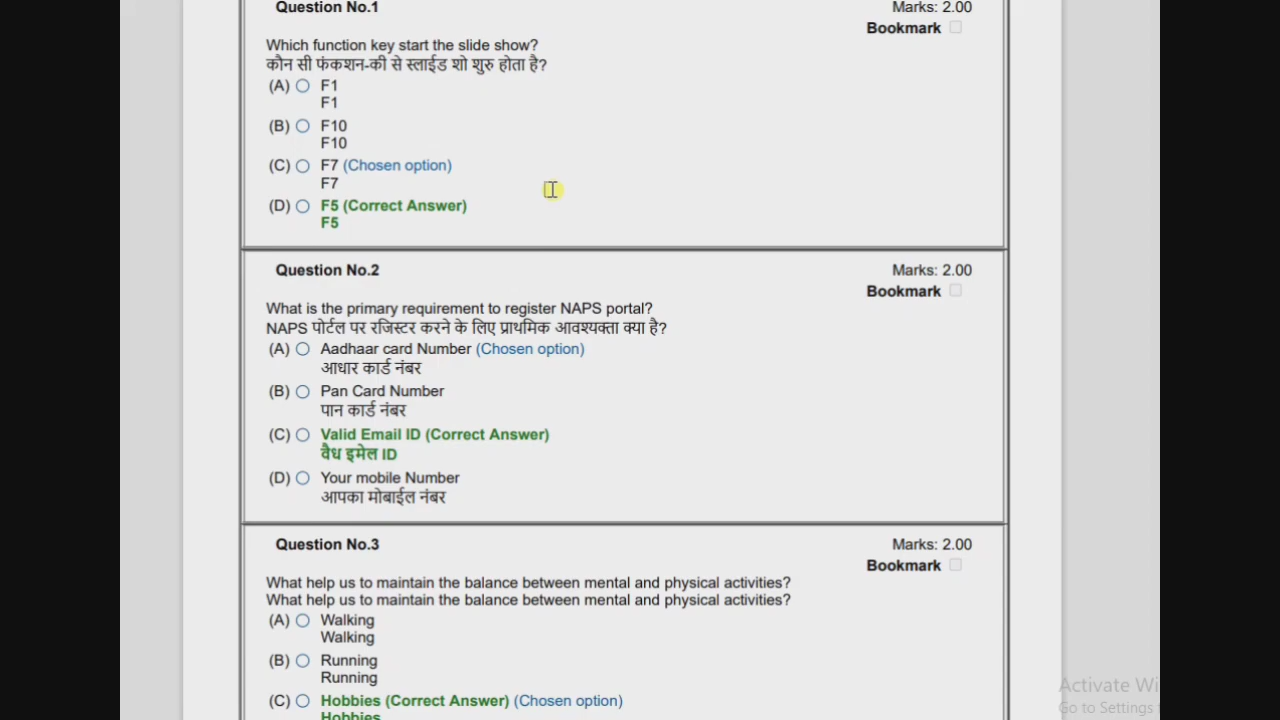 Question No.1 Marks: 2.00
Bookmark
Which function key start the slide show?
कौन सी फंकशन-की से स्लाईड शो शुरु होता है?
(A) F1
F1
(B) F10
F10
(C) F7 (Chosen option)
F7
(D) F5 (Correct Answer)
F5
Question No.2 Marks: 2.00
Bookmark
What is the primary requirement to register NAPS portal?
NAPS पोर्टल पर रजिस्टर करने के लिए प्राथमिक आवश्यक्ता क्या है?
(A) Aadhaar card Number (Chosen option)
आधार कार्ड नंबर
(B) Pan Card Number
पान कार्ड नंबर
(C) Valid Email ID (Correct Answer)
वैध इमेल ID
(D) Your mobile Number
आपका मोबाईल नंबर
Question No.3 Marks: 2.00
Bookmark
What help us to maintain the balance between mental and physical activities?
What help us to maintain the balance between mental and physical activities?
(A) Walking
Walking
(B) Running
Running
(C) Hobbies (Correct Answer) (Chosen option)
Hobbies
Activate
Go to Settings